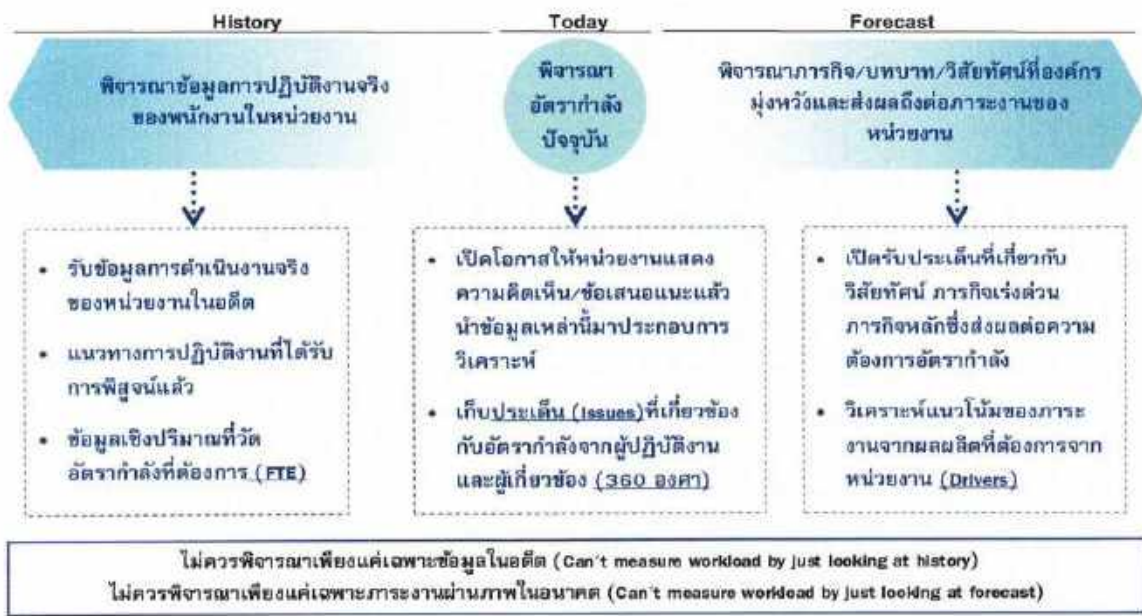 History
Today
Forecast
พิจารณาข้อมูลการปฏิบัติงานจริง
ของพนักงานในหน่วยงาน
พิจารณา
อัตรากำลัง
ปัจจุบัน
พิจารณาภารกิจ/บทบาท/วิสัยทัศน์ที่องค์กร
มุ่งหวังและส่งผลถึงต่อภาระงานของ
หน่วยงาน
• รับข้อมูลการดำเนินงานจริง
ของหน่วยงานในอดีต
• แนวทางการปฏิบัติงานที่ได้รับ
การพิสูจน์แล้ว
• ข้อมูลเชิงปริมาณที่วัด
อัตรากำลังที่ต้องการ (FTE)
• เปิดโอกาสให้หน่วยงานแสดง
ความคิดเห็น/ข้อเสนอแนะแล้ว
นำข้อมูลเหล่านี้มาประกอบการ
วิเคราะห์
• เก็บประเด็น (Issues)ที่เกี่ยวข้อง
กับอัตรากำลังจากผู้ปฏิบัติงาน
และผู้เกี่ยวข้อง (360 องศา)
• เปิดรับประเด็นที่เกี่ยวกับ
วิสัยทัศน์ ภารกิจเร่งด่วน
ภารกิจหลักซึ่งส่งผลต่อความ
ต้องการอัตรากำลัง
• วิเคราะห์แนวโน้มของภาระ
งานจากผลผลิตที่ต้องการจาก
หน่วยงาน (Drivers)
ไม่ควรพิจารณาเพียงแค่เฉพาะข้อมูลในอดีต (Can't measure workload by just looking at history)
ไม่ควรพิจารณาเพียงแค่เฉพาะภาระงานผ่านภาพในอนาคต (Can't measure workload by just looking at forecast)